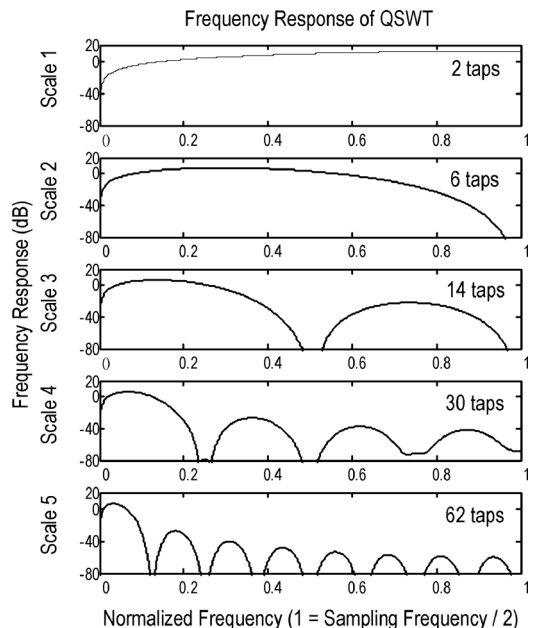 Frequency Response of QSWT
Frequency Response (dB)
Scale 1
20
0
-40
-80
2 taps
0 0.2 0.4 0.6 0.8 1
Scale 2
20
0
-40
-80
6 taps
0 0.2 0.4 0.6 0.8 1
Scale 3
20
0
-40
-80
14 taps
0 0.2 0.4 0.6 0.8 1
Scale 4
20
0
-40
-80
30 taps
0 0.2 0.4 0.6 0.8 1
Scale 5
20
0
-40
-80
62 taps
0 0.2 0.4 0.6 0.8 1
Normalized Frequency (1 = Sampling Frequency / 2)